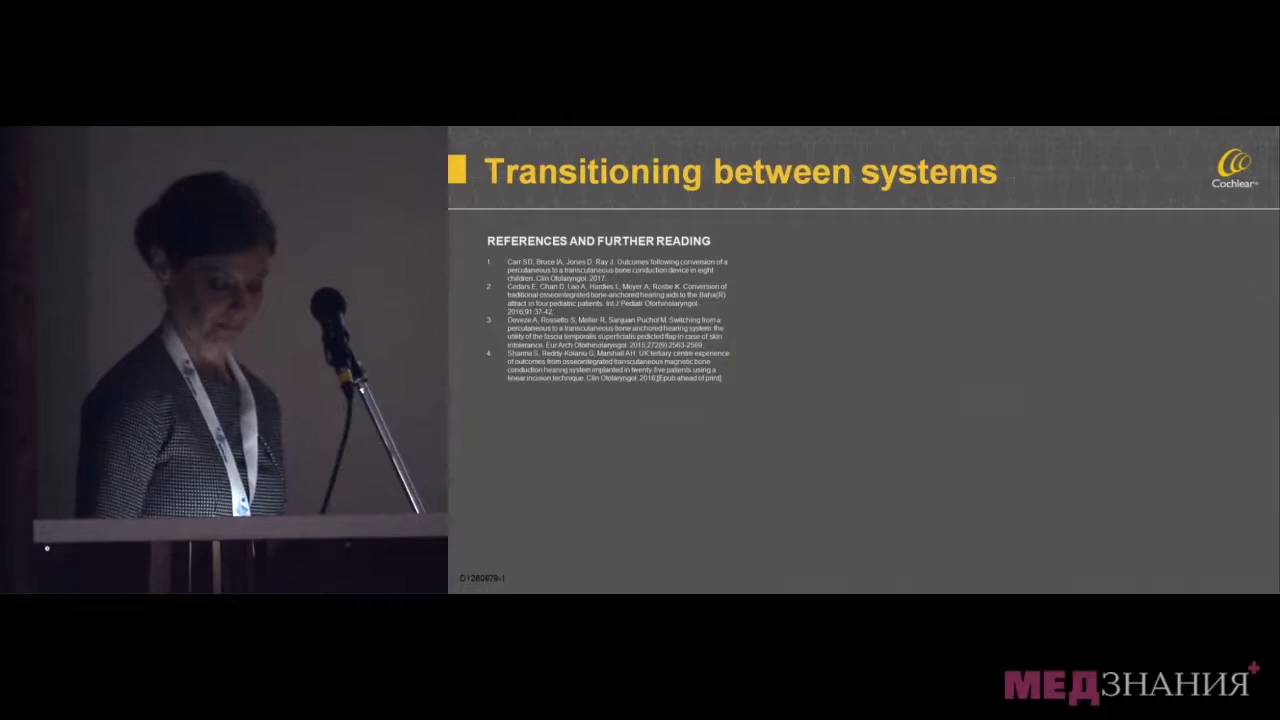 Transitioning between systems
Cochlear™
REFERENCES AND FURTHER READING
1. Carr SD, Bruce IA, Jones D, Ray J. Outcomes following conversion of a
percutaneous to a transcutaneous bone conduction device in eight
children. Clin Otolaryngol. 2017.
2. Cedars E, Chan D, Lao A, Hardies L, Meyer A, Rosbe K. Conversion of
traditional osseointegrated bone-anchored hearing aids to the Baha(R)
attract in four pediatric patients. Int J Pediatr Otorhinolaryngol.
2016;91:37-42.
3. Deveze A, Rossetto S, Meller R, Sanjuan Puchol M. Switching from a
percutaneous to a transcutaneous bone anchored hearing system: the
utility of the fascia temporalis superficialis pedicled flap in case of skin
intolerance. Eur Arch Otorhinolaryngol. 2015;272(9):2563-2569.
4. Sharma S, Reddy-Kolanu G, Marshall AH. UK tertiary centre experience
of outcomes from osseointegrated transcutaneous magnetic bone
conduction hearing system implanted in twenty-five patients using a
linear incision technique. Clin Otolaryngol. 2016;[Epub ahead of print]
МЕДЗНАНИЯ+